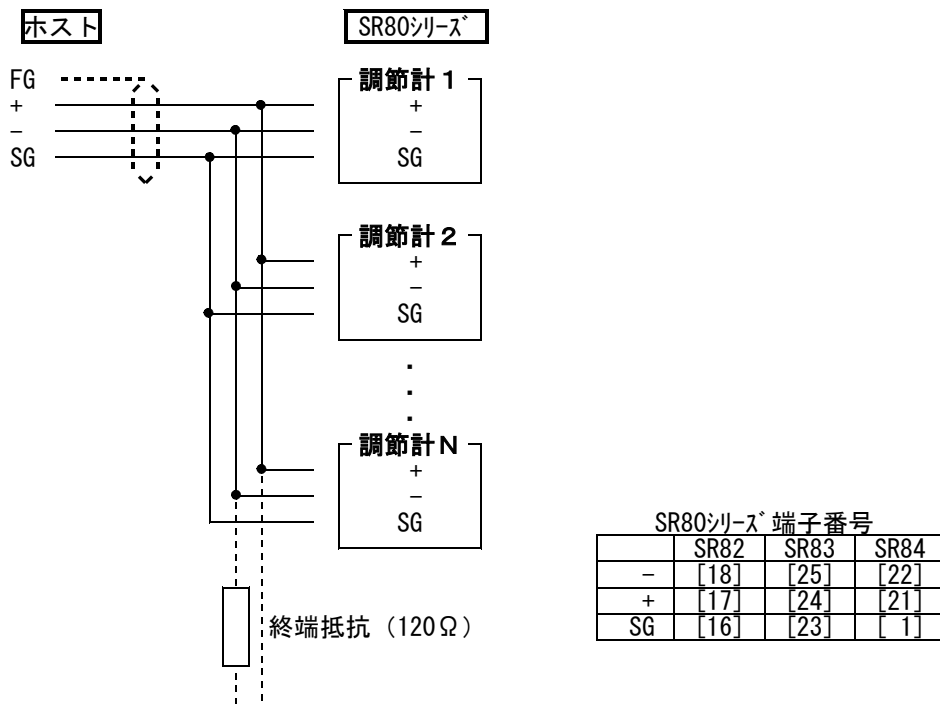 ホスト
SR80ｼﾘｰｽﾞ
FG
+
−
SG
調節計１
+
−
SG
調節計２
+
−
SG
・
・
・
調節計Ｎ
+
−
SG
終端抵抗（120Ω）
SR80ｼﾘｰｽﾞ端子番号
SR82 SR83 SR84
− [18] [25] [22]
+ [17] [24] [21]
SG [16] [23] [ 1]